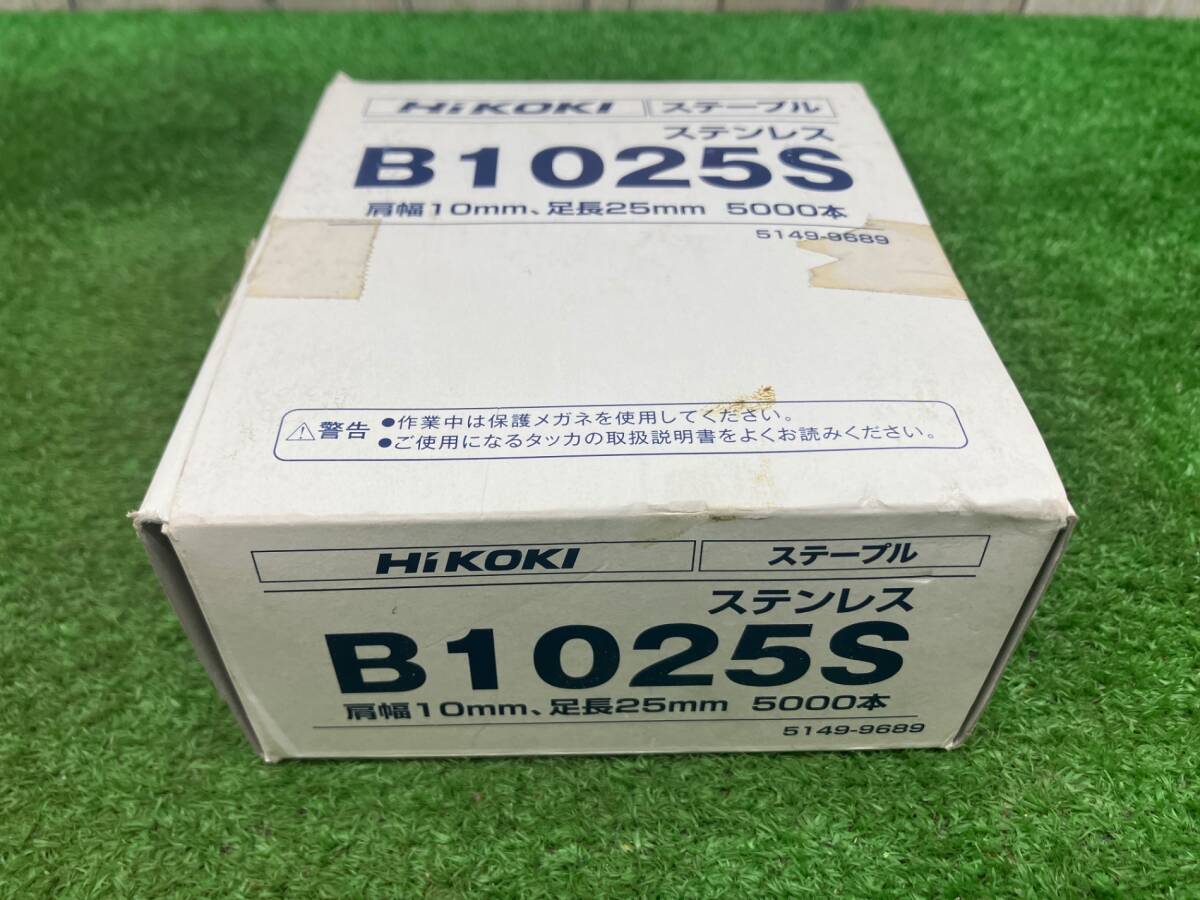 HiKOKI ステープル
ステンレス
B1025S
肩幅10mm、足長25mm 5000本
5149-9689
警告 ●作業中は保護メガネを使用してください。
●ご使用になるタッカの取扱説明書をよくお読みください。
HiKOKI ステープル
ステンレス
B1025S
肩幅10mm、足長25mm 5000本
5149-9689